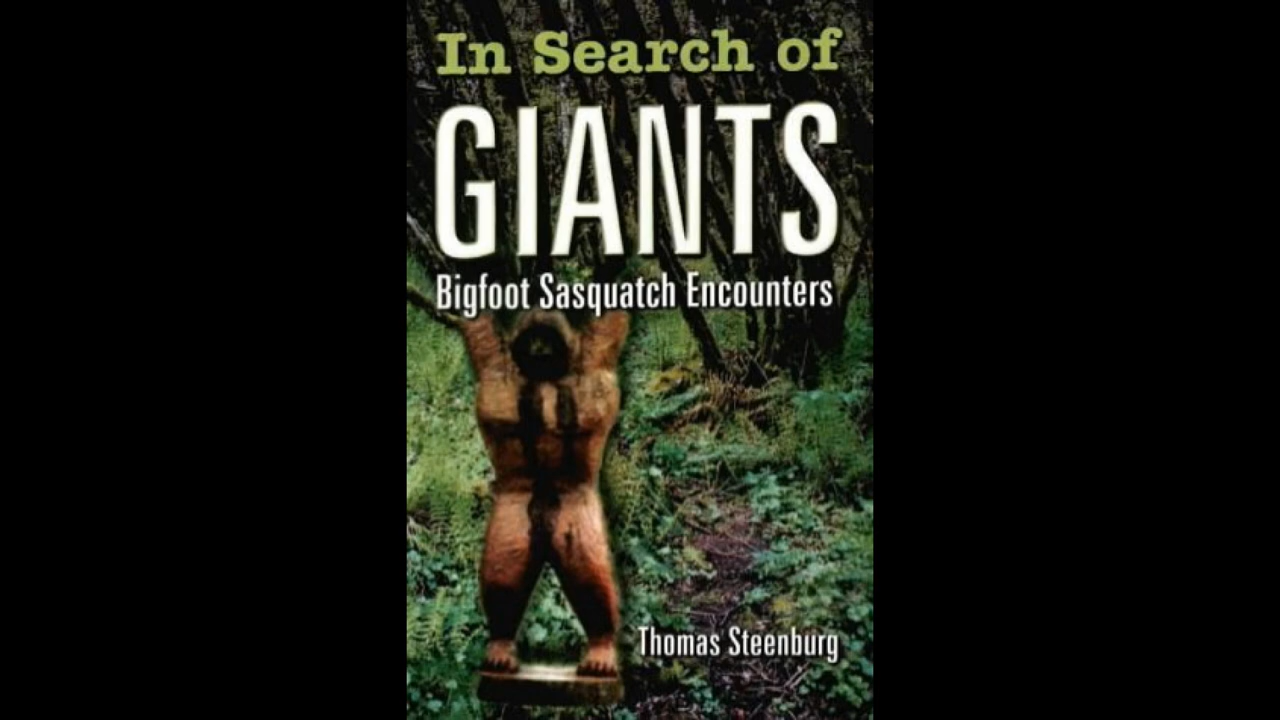 In Search of
GIANTS
Bigfoot Sasquatch Encounters
Thomas Steenburg